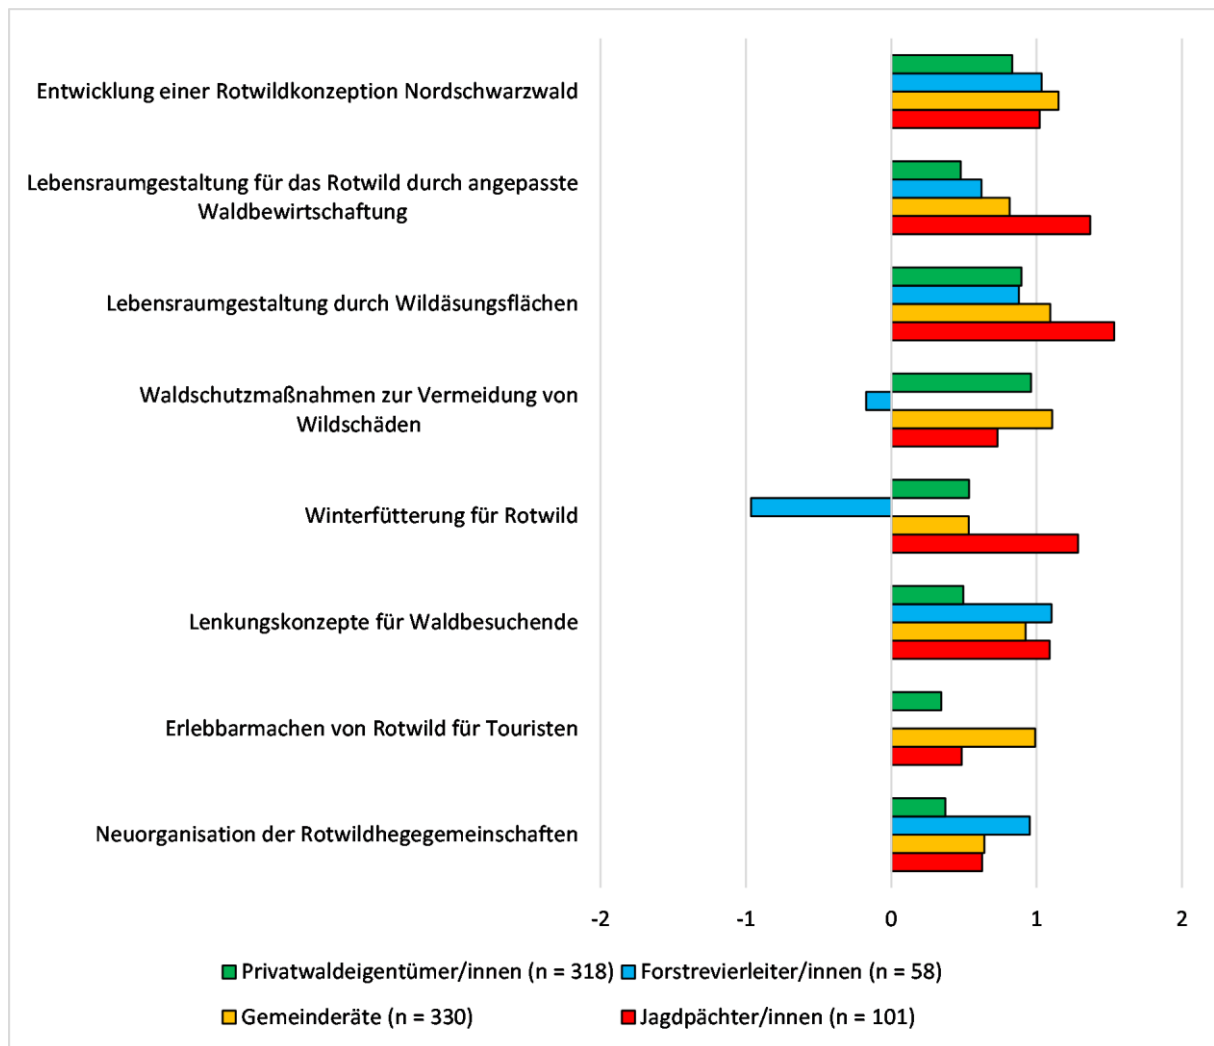 Entwicklung einer Rotwildkonzeption Nordschwarzwald
Lebensraumgestaltung für das Rotwild durch angepasste
Waldbewirtschaftung
Lebensraumgestaltung durch Wildäsungsflächen
Waldschutzmaßnahmen zur Vermeidung von
Wildschäden
Winterfütterung für Rotwild
Lenkungskonzepte für Waldbesuchende
Erlebbarmachen von Rotwild für Touristen
Neuorganisation der Rotwildhegegemeinschaften
-2 -1 0 1 2
Privatwaldeigentümer/innen (n = 318) Forstrevierleiter/innen (n = 58)
Gemeinderäte (n = 330) Jagdpächter/innen (n = 101)